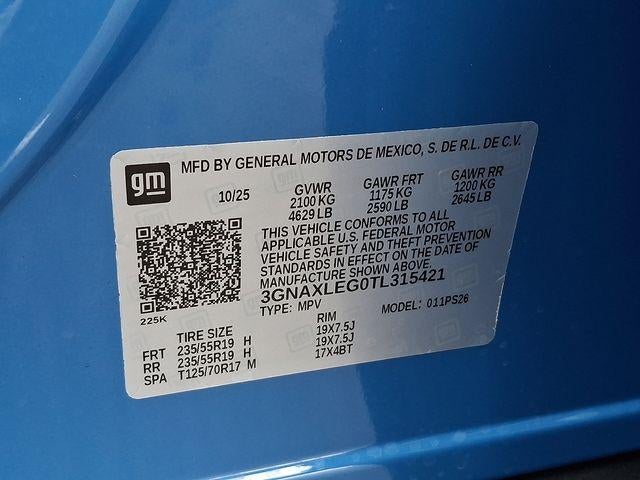 gm MFD BY GENERAL MOTORS DE MEXICO, S. DE R.L. DE C.V.
10/25 GVWR GAWR FRT GAWR RR
2100 KG 1175 KG 1200 KG
4629 LB 2590 LB 2645 LB
THIS VEHICLE CONFORMS TO ALL
APPLICABLE U.S. FEDERAL MOTOR
VEHICLE SAFETY AND THEFT PREVENTION
STANDARDS IN EFFECT ON THE DATE OF
MANUFACTURE SHOWN ABOVE.
3GNAXLEG0TL315421
225K TYPE: MPV MODEL: 011PS26
TIRE SIZE RIM
FRT 235/55R19 H 19X7.5J
RR 235/55R19 H 19X7.5J
SPA T125/70R17 M 17X4BT